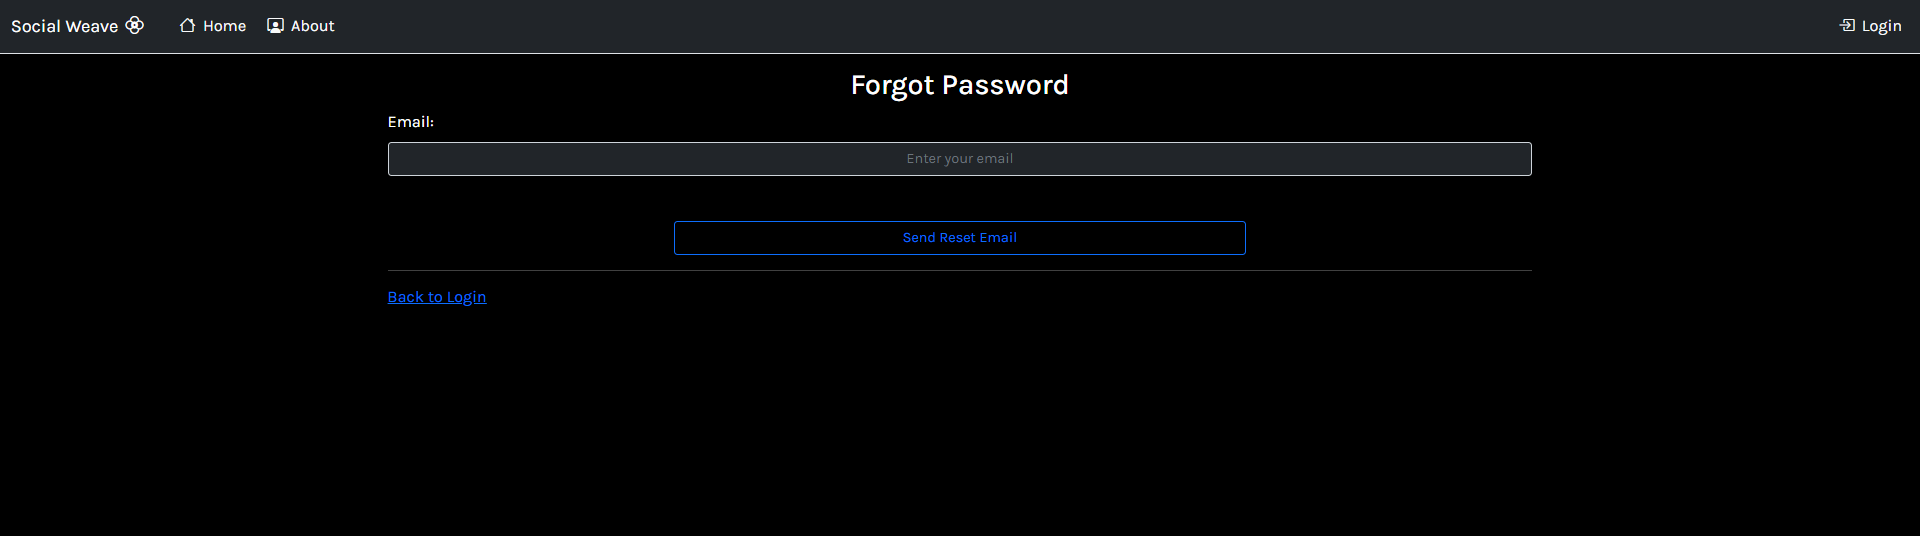 Social Weave Home About Login
Forgot Password
Email:
Enter your email
Send Reset Email
Back to Login